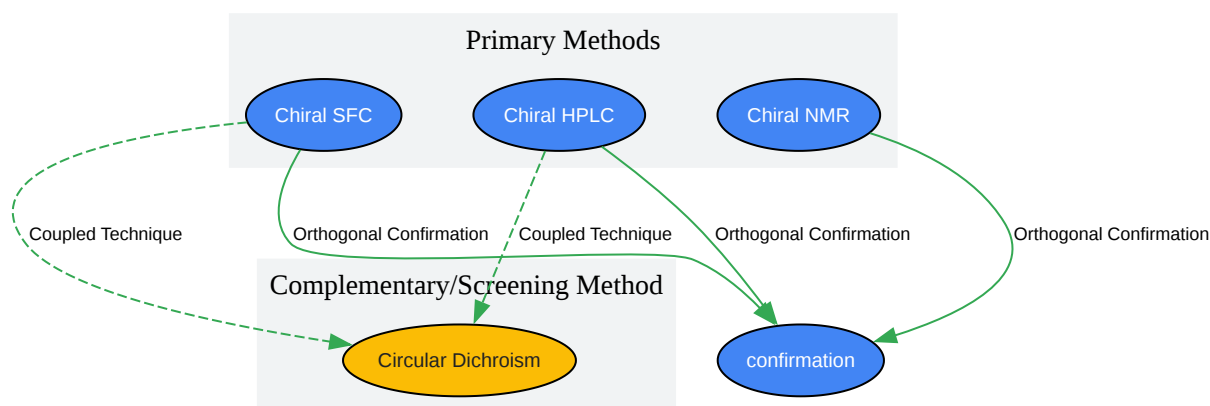 Primary Methods
Chiral SFC
Chiral HPLC
Chiral NMR
Coupled Technique
Orthogonal Confirmation
Coupled Technique
Orthogonal Confirmation
Orthogonal Confirmation
Complementary/Screening Method
Circular Dichroism
confirmation